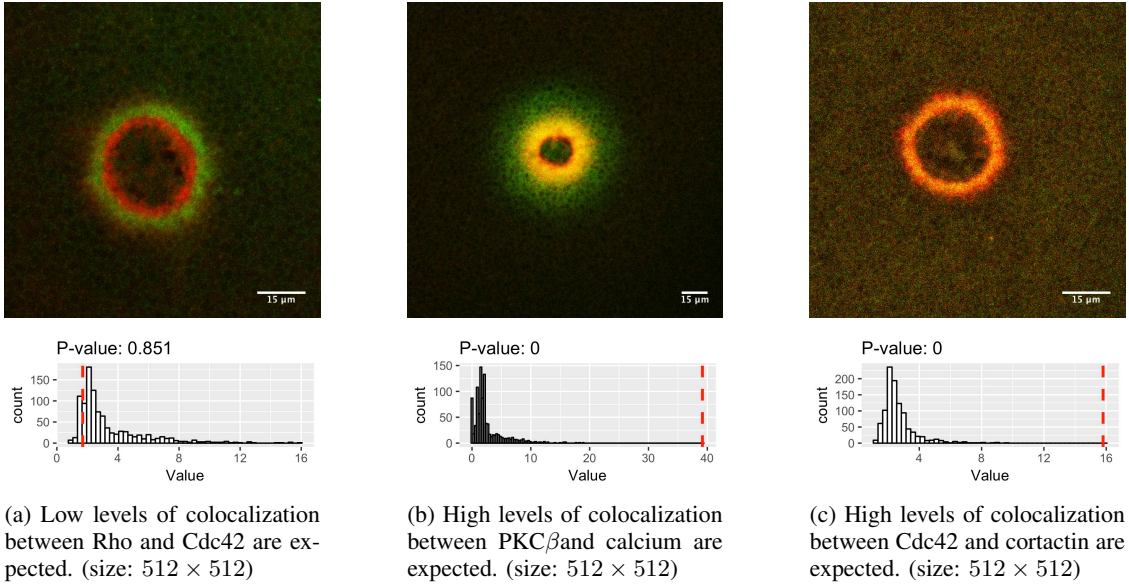 15 μm
15 μm
15 μm
P-value: 0.851
150
100
50
0
count
0
4
8
12
16
Value
P-value: 0
150
100
50
0
count
0
10
20
30
40
Value
P-value: 0
200
150
100
50
0
count
4
8
12
16
Value
(a) Low levels of colocalization
between Rho and Cdc42 are ex-
pected. (size: 512 × 512)
(b) High levels of colocalization
between PKCβand calcium are
expected. (size: 512 × 512)
(c) High levels of colocalization
between Cdc42 and cortactin are
expected. (size: 512 × 512)